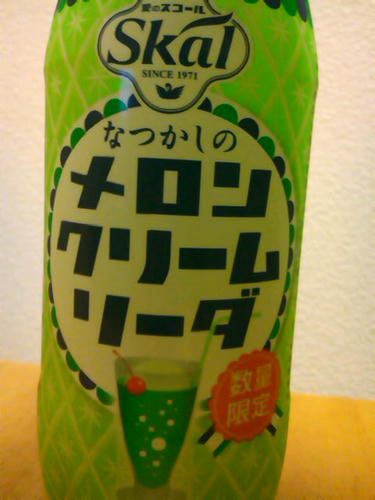 愛のスコール
Skal
SINCE 1971
なつかしの
メロン
クリーム
ソーダ
数量
限定